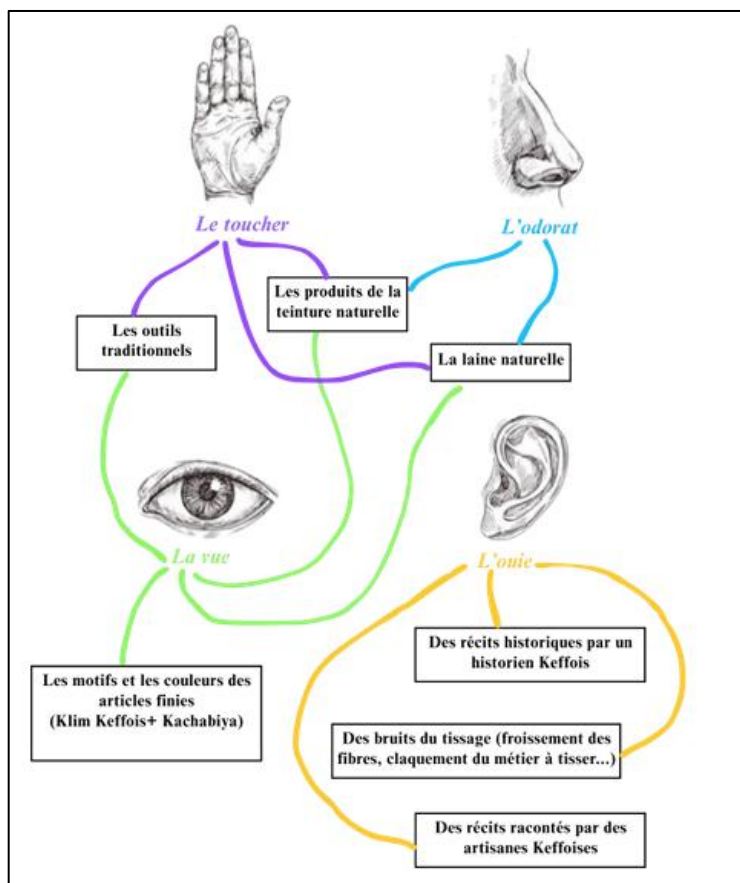 Le toucher
L'odorat
Les produits de la
teinture naturelle
Les outils
traditionnels
La laine naturelle
La vue
L'ouie
Des récits historiques par un
historien Keffois
Les motifs et les couleurs des
articles finies
(Klim Keffois+ Kachabiya)
Des bruits du tissage (froissement des
fibres, claquement du métier à tisser...)
Des récits racontés par des
artisanes Keffoises